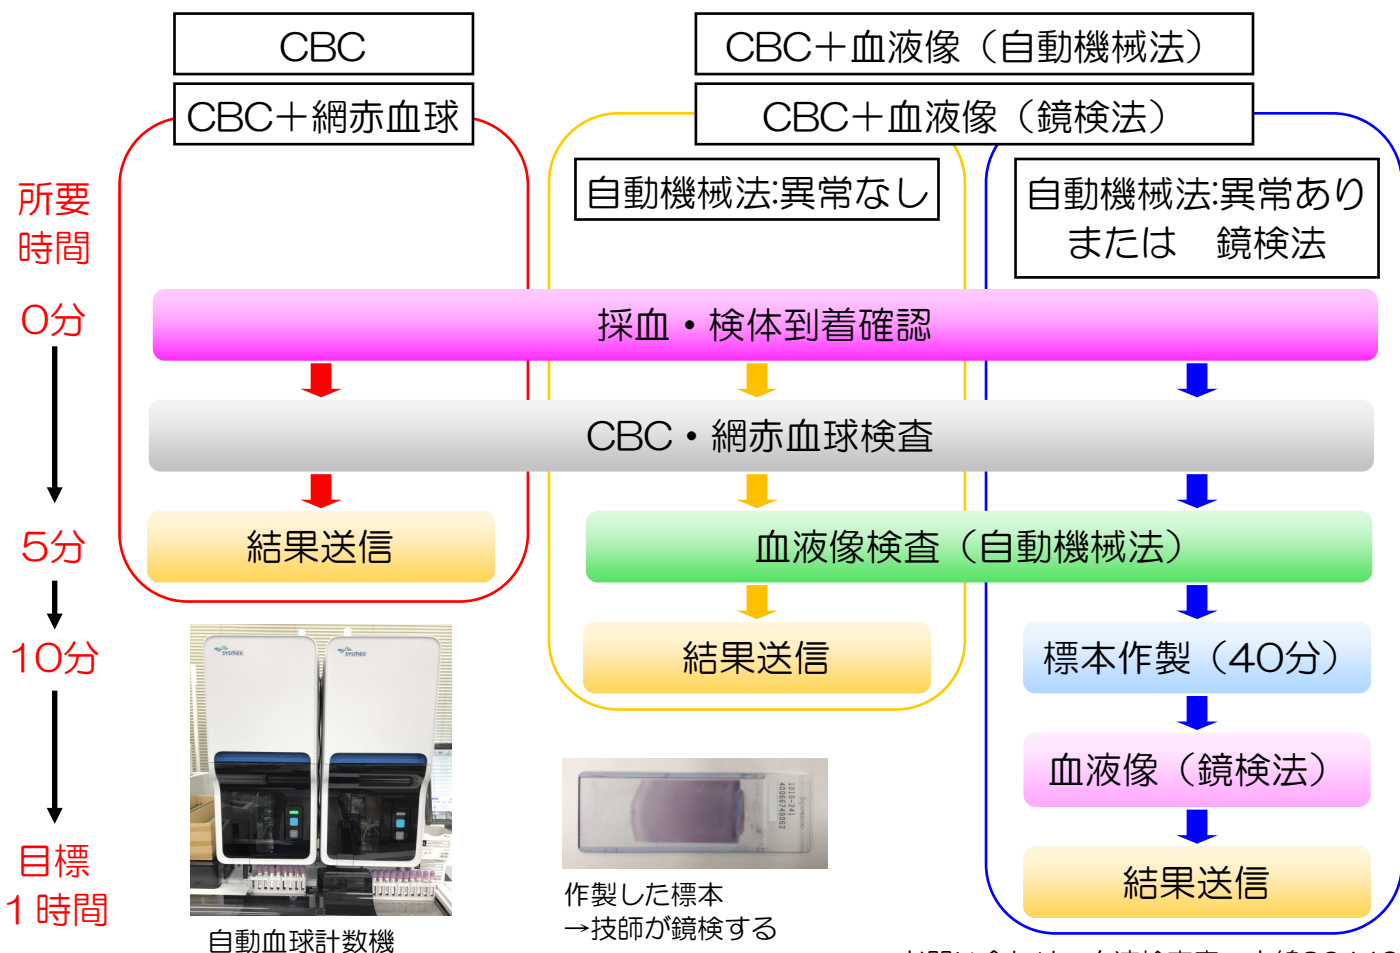 CBC
CBC＋血液像（自動機械法）
CBC＋網赤血球
CBC＋血液像（鏡検法）
自動機械法:異常なし
自動機械法:異常あり
または　鏡検法
所要
時間
0分
採血・検体到着確認
CBC・網赤血球検査
5分
結果送信
血液像検査（自動機械法）
10分
結果送信
標本作製（40分）
血液像（鏡検法）
目標
1時間
結果送信
sysmex
sysmex
1010-241
自動血球計数機
作製した標本
→技師が鏡検する